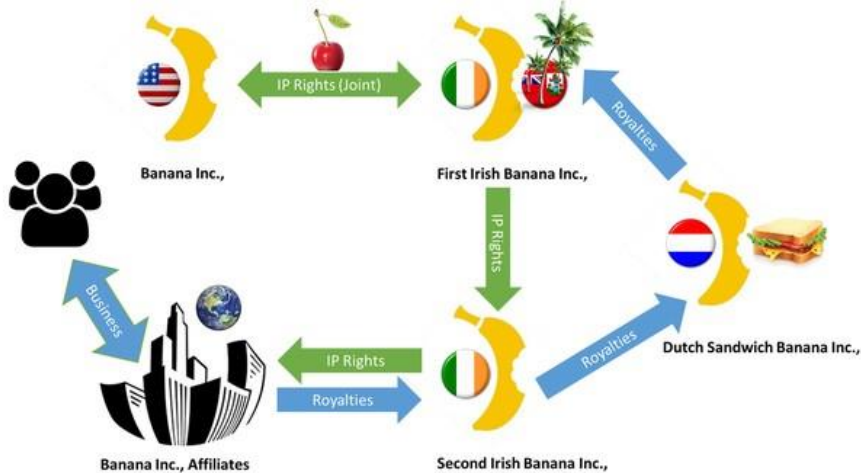 IP Rights (Joint)
Banana Inc.,
First Irish Banana Inc.,
Royalties
IP Rights
Business
Dutch Sandwich Banana Inc.,
Royalties
IP Rights
Royalties
Banana Inc., Affiliates
Second Irish Banana Inc.,